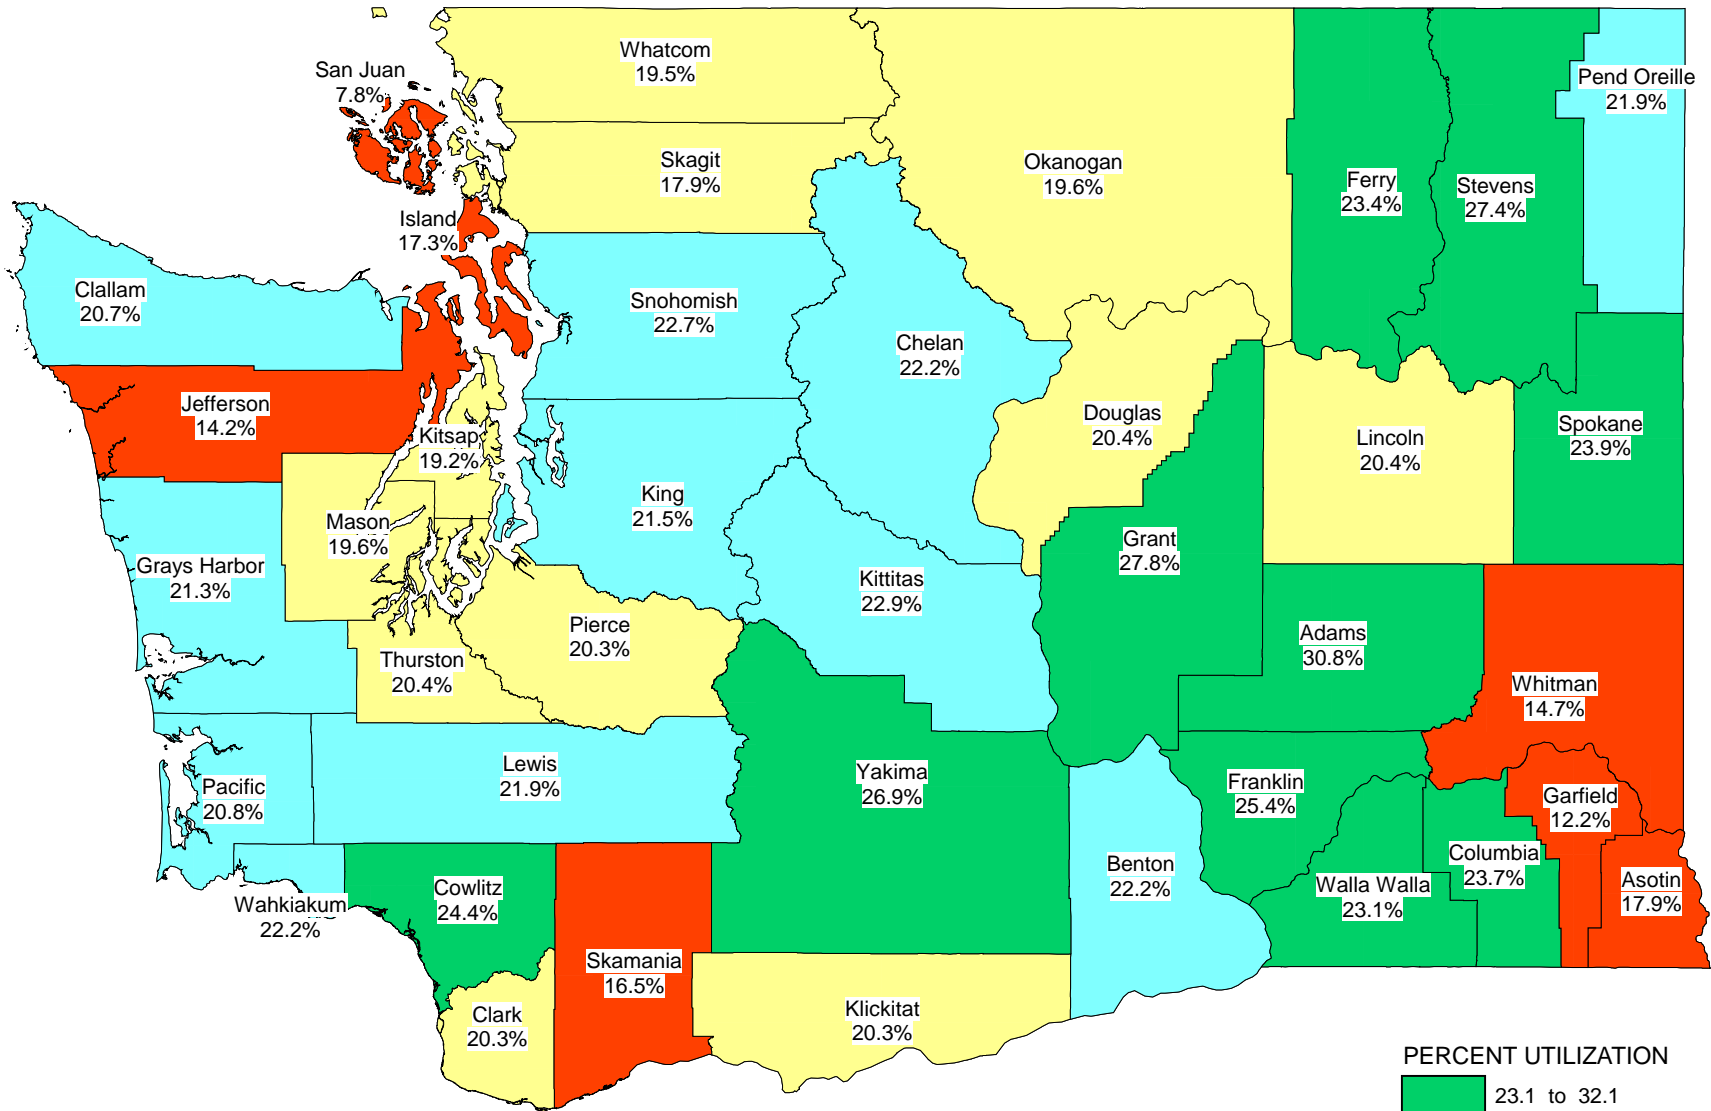 Whatcom
19.5%
San Juan
7.8%
Pend Oreille
21.9%
Skagit
17.9%
Okanogan
19.6%
Ferry
23.4%
Stevens
27.4%
Island
17.3%
Clallam
20.7%
Snohomish
22.7%
Chelan
22.2%
Jefferson
14.2%
Kitsap
19.2%
Douglas
20.4%
Lincoln
20.4%
Spokane
23.9%
King
21.5%
Mason
19.6%
Grant
27.8%
Grays Harbor
21.3%
Kittitas
22.9%
Pierce
20.3%
Adams
30.8%
Thurston
20.4%
Whitman
14.7%
Lewis
21.9%
Yakima
26.9%
Pacific
20.8%
Franklin
25.4%
Garfield
12.2%
Benton
22.2%
Columbia
23.7%
Walla Walla
23.1%
Asotin
17.9%
Cowlitz
24.4%
Wahkiakum
22.2%
Skamania
16.5%
Clark
20.3%
Klickitat
20.3%
PERCENT UTILIZATION
23.1 to 32.1